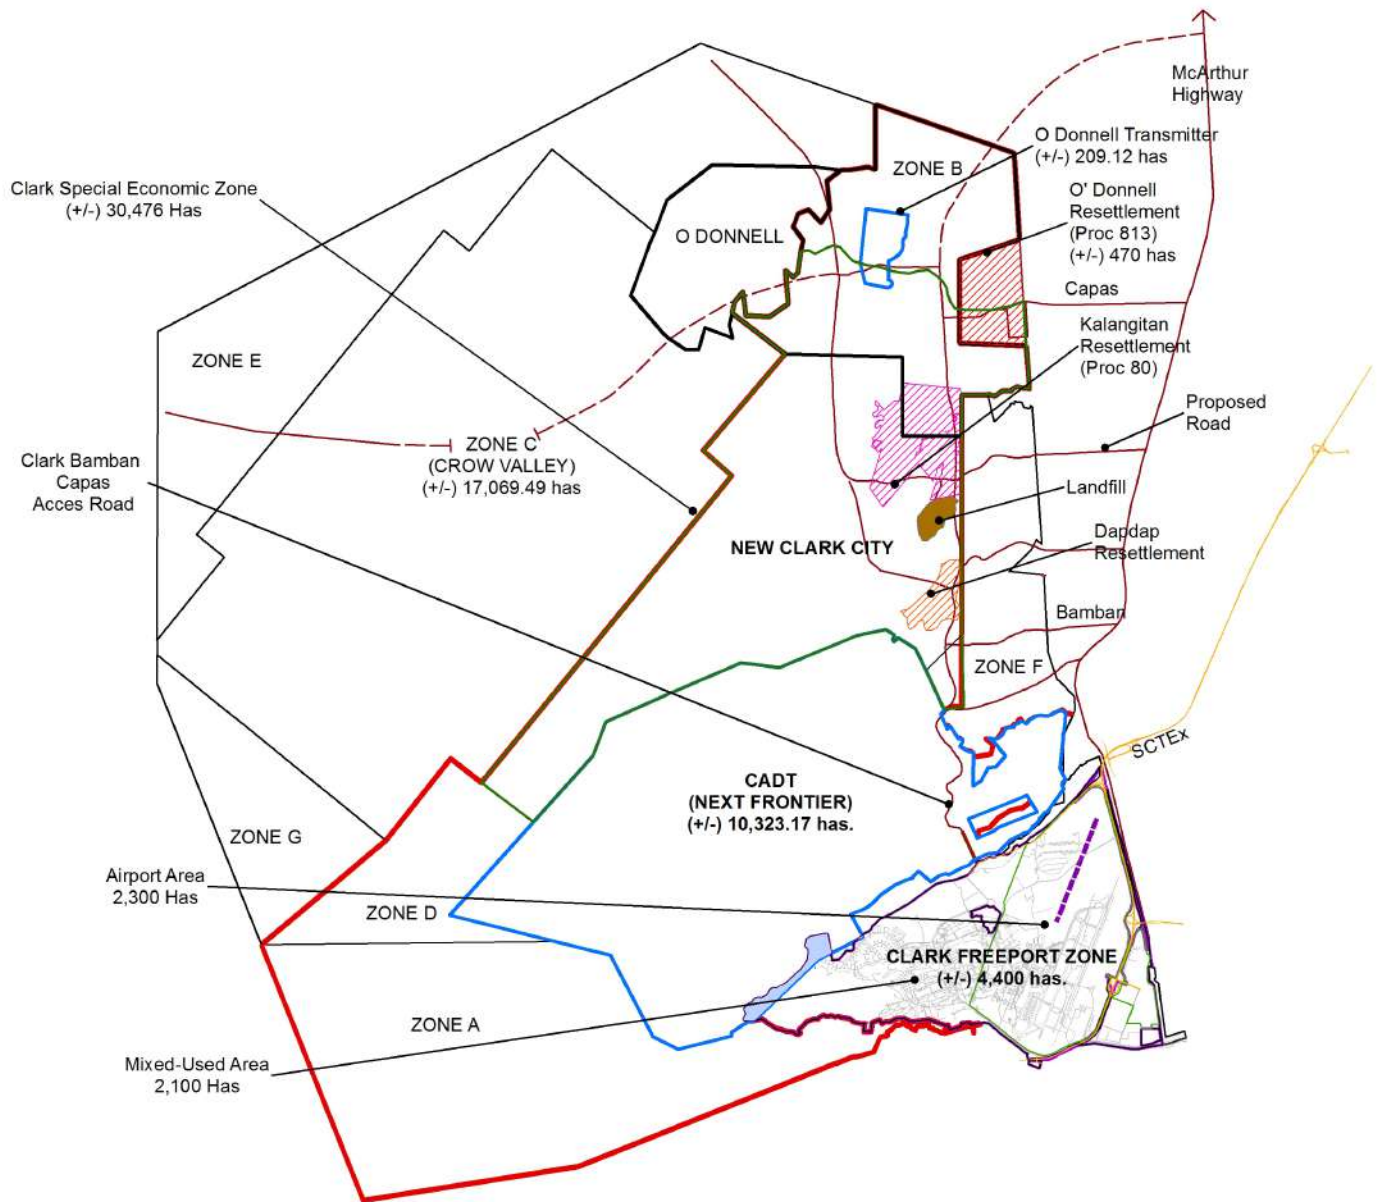 McArthur
Highway
O Donnell Transmitter
(+/-) 209.12 has
ZONE B
O' Donnell
Resettlement
(Proc 813)
(+/-) 470 has
Clark Special Economic Zone
(+/-) 30,476 Has
O DONNELL
Capas
Kalangitan
Resettlement
(Proc 80)
ZONE E
Proposed
Road
ZONE C
(CROW VALLEY)
(+/-) 17,069.49 has
Clark Bamban
Capas
Acces Road
Landfill
NEW CLARK CITY
Dapdap
Resettlement
Bamban
ZONE F
SCTEx
CADT
(NEXT FRONTIER)
(+/-) 10,323.17 has.
ZONE G
Airport Area
2,300 Has
ZONE D
CLARK FREEPORT ZONE
(+/-) 4,400 has.
ZONE A
Mixed-Used Area
2,100 Has